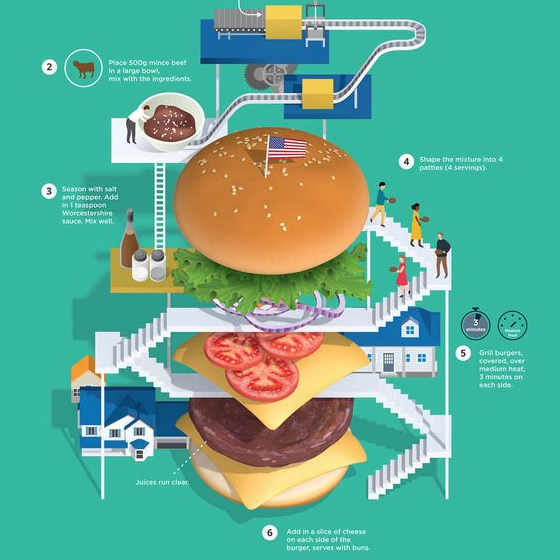 2
Place 500g mince beef
in a large bowl,
mix with the ingredients.
3
Season with salt
and pepper. Add
in 1 teaspoon
Worcestershire
sauce. Mix well.
4
Shape the mixture into 4
patties (4 servings).
3
minutes
Medium
Heat
5
Grill burgers,
covered, over
medium heat,
3 minutes on
each side.
Juices run clear.
6
Add in a slice of cheese
on each side of the
burger, serves with buns.